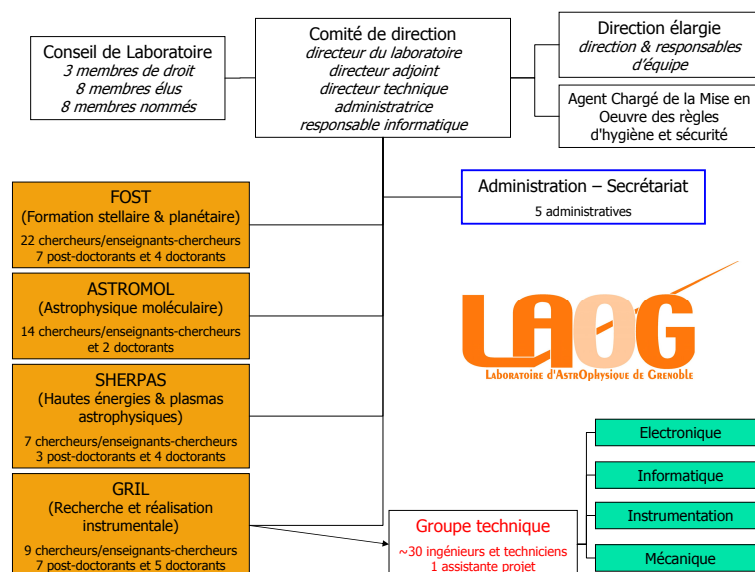 Conseil de Laboratoire
3 membres de droit
8 membres élus
8 membres nommés
Comité de direction
directeur du laboratoire
directeur adjoint
directeur technique
administratrice
responsable informatique
Direction élargie
direction & responsables
d'équipe
Agent Chargé de la Mise en
Oeuvre des règles
d'hygiène et sécurité
FOST
(Formation stellaire & planétaire)
22 chercheurs/enseignants-chercheurs
7 post-doctorants et 4 doctorants
Administration – Secrétariat
5 administratives
ASTROMOL
(Astrophysique moléculaire)
14 chercheurs/enseignants-chercheurs
et 2 doctorants
LAOG
Laboratoire d'AstrOphysique de Grenoble
SHERPAS
(Hautes énergies & plasmas
astrophysiques)
7 chercheurs/enseignants-chercheurs
3 post-doctorants et 4 doctorants
GRIL
(Recherche et réalisation
instrumentale)
9 chercheurs/enseignants-chercheurs
7 post-doctorants et 5 doctorants
Groupe technique
~30 ingénieurs et techniciens
1 assistante projet
Electronique
Informatique
Instrumentation
Mécanique